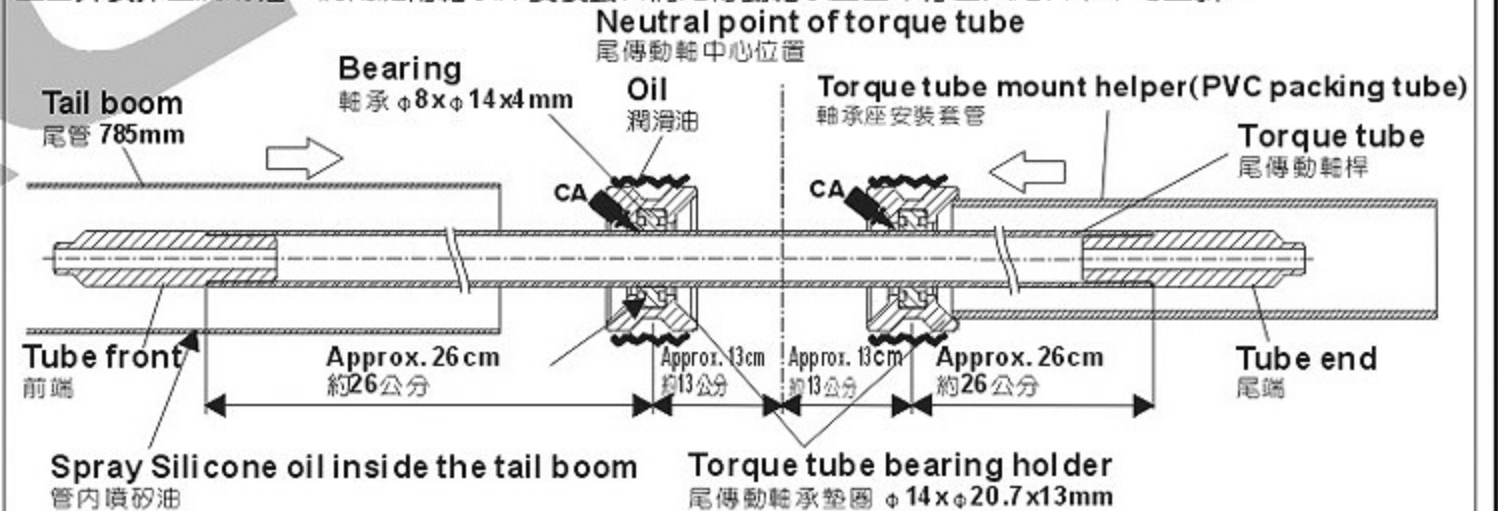 Neutral point of torque tube
尾傳動軸中心位置
Bearing
軸承 φ8xφ14x4mm
Oil
潤滑油
Torque tube mount helper(PVC packing tube)
軸承座安裝套管
Tail boom
尾管 785mm
Torque tube
尾傳動軸桿
CA
CA
Tube front
前端
Approx. 26cm
約26公分
Approx. 13cm
約13公分
Approx. 13cm
約13公分
Approx. 26cm
約26公分
Tube end
尾端
Spray Silicone oil inside the tail boom
管內噴矽油
Torque tube bearing holder
尾傳動軸承墊圈 φ14xφ20.7x13mm